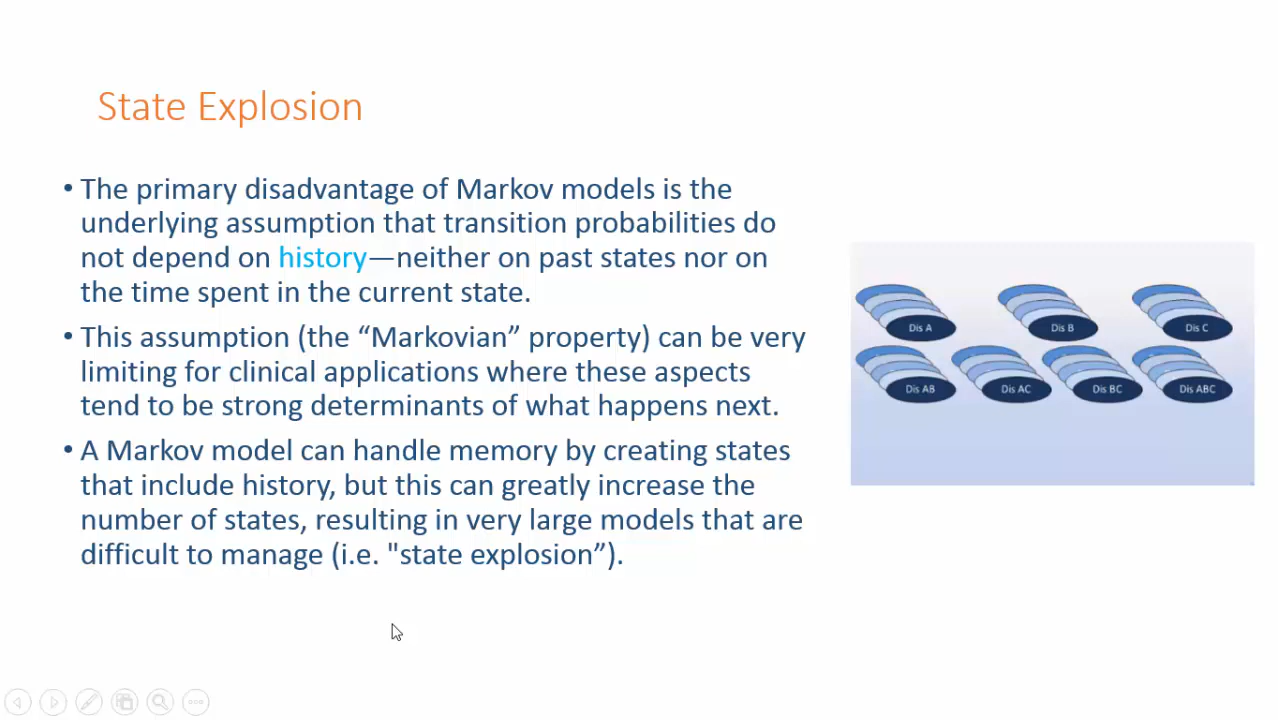 State Explosion
• The primary disadvantage of Markov models is the
underlying assumption that transition probabilities do
not depend on history—neither on past states nor on
the time spent in the current state.
• This assumption (the “Markovian” property) can be very
limiting for clinical applications where these aspects
tend to be strong determinants of what happens next.
• A Markov model can handle memory by creating states
that include history, but this can greatly increase the
number of states, resulting in very large models that are
difficult to manage (i.e. "state explosion”).
Dis A Dis B Dis C
Dis AB Dis AC Dis BC Dis ABC